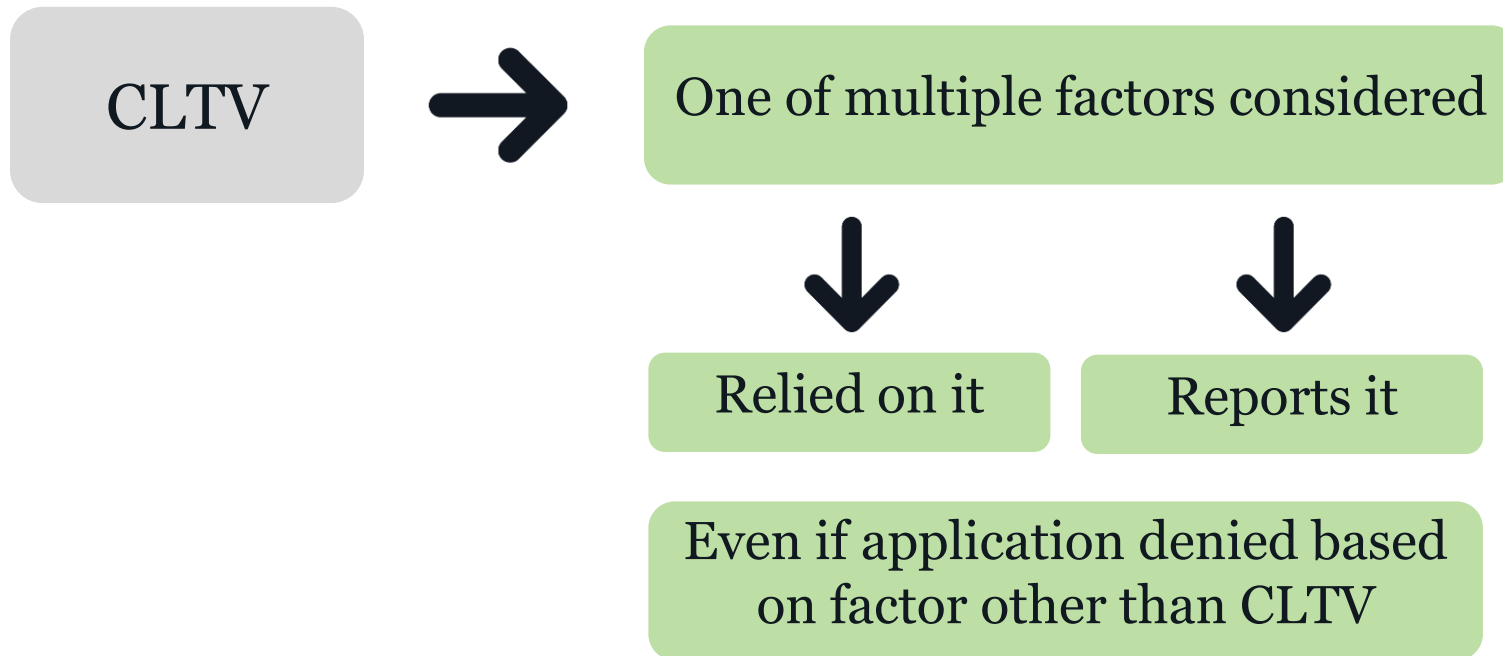 CLTV
One of multiple factors considered
Relied on it
Reports it
Even if application denied based
on factor other than CLTV